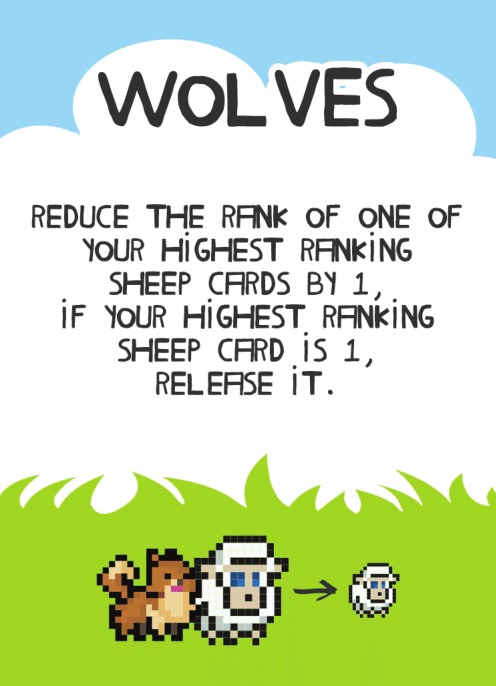 WOLVES
REDUCE THE RANK OF ONE OF
YOUR HIGHEST RANKING
SHEEP CARDS BY 1,
IF YOUR HIGHEST RANKING
SHEEP CARD IS 1,
RELEASE IT.